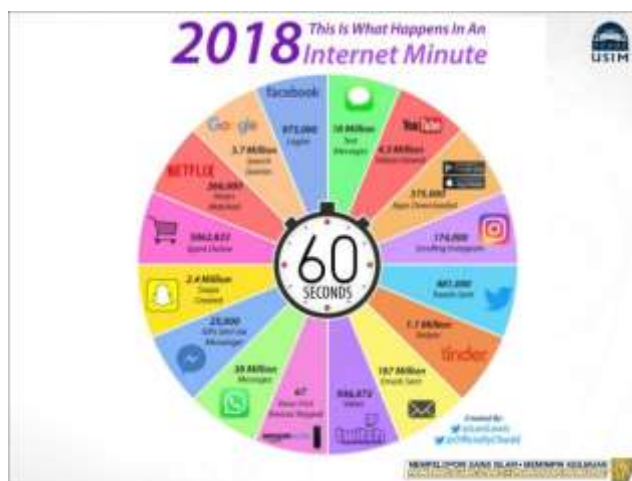 2018 This Is What Happens In An
Internet Minute
USIM
facebook
973,000
Logins
18 Million
Text
Messages
YouTube
4.3 Million
Videos Viewed
375,000
Apps Downloaded
174,000
Scrolling Instagram
481,000
Tweets Sent
1.1 Million
Swipes
tinder
187 Million
Emails Sent
936,073
Views
twitch
67
Voice-First
Devices Shipped
amazon echo
38 Million
Messages
25,000
GIFs Sent via
Messenger
2.4 Million
Snaps
Created
$862,823
Spent Online
NETFLIX
266,000
Hours
Watched
Google
3.7 Million
Search
Queries
60
SECONDS
Created By:
@LoriLewis
@OfficiallyChadd